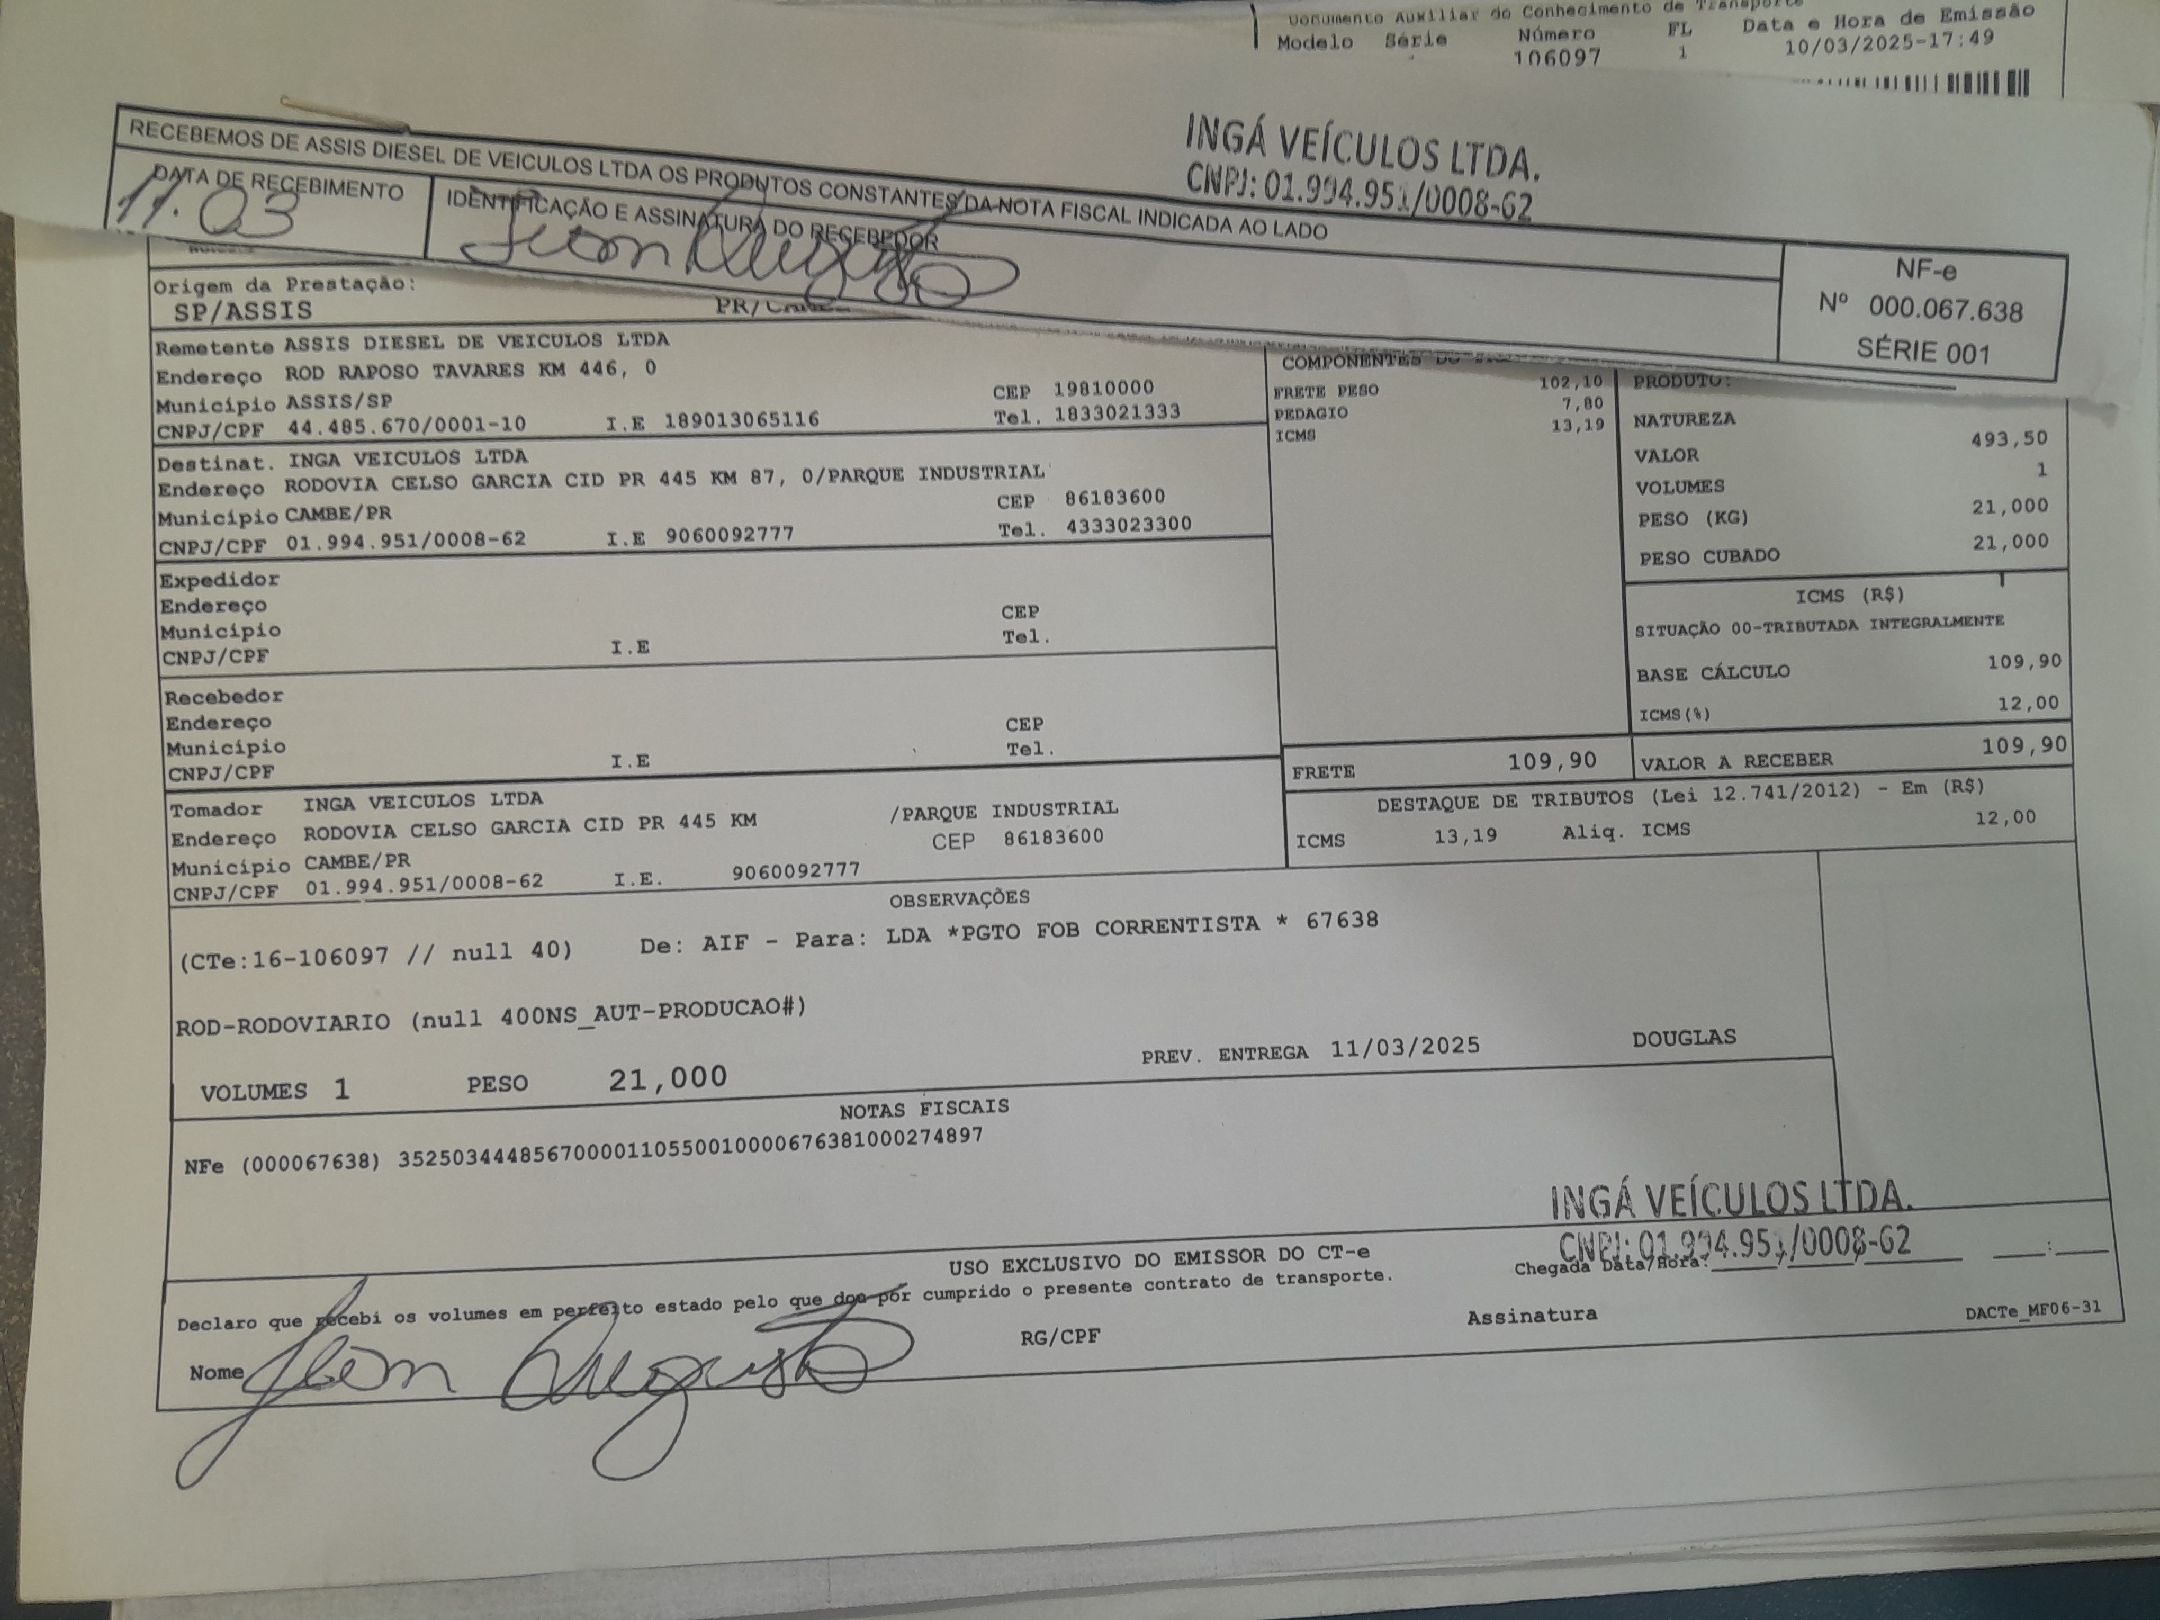 Documento Auxiliar do Conhecimento de Transporte
Modelo Série Número FL Data e Hora de Emissão
106097 1 10/03/2025-17:49
INGÁ VEÍCULOS LTDA.
CNPJ: 01.994.951/0008-62
RECEBEMOS DE ASSIS DIESEL DE VEICULOS LTDA OS PRODUTOS CONSTANTES DA NOTA FISCAL INDICADA AO LADO
DATA DE RECEBIMENTO IDENTIFICAÇÃO E ASSINATURA DO RECEBEDOR
11.03
NF-e
Nº 000.067.638
SÉRIE 001
Origem da Prestação:
SP/ASSIS PR/
Remetente ASSIS DIESEL DE VEICULOS LTDA
Endereço ROD RAPOSO TAVARES KM 446, 0
Município ASSIS/SP CEP 19810000
CNPJ/CPF 44.485.670/0001-10 I.E 189013065116 Tel. 1833021333
Destinat. INGA VEICULOS LTDA
Endereço RODOVIA CELSO GARCIA CID PR 445 KM 87, 0/PARQUE INDUSTRIAL
Município CAMBE/PR CEP 86183600
CNPJ/CPF 01.994.951/0008-62 I.E 9060092777 Tel. 4333023300
Expedidor
Endereço
Município CEP
CNPJ/CPF I.E Tel.
Recebedor
Endereço
Município CEP
CNPJ/CPF I.E Tel.
Tomador INGA VEICULOS LTDA
Endereço RODOVIA CELSO GARCIA CID PR 445 KM /PARQUE INDUSTRIAL
Município CAMBE/PR CEP 86183600
CNPJ/CPF 01.994.951/0008-62 I.E. 9060092777
COMPONENTES DO
FRETE PESO 102,10
PEDAGIO 7,80
ICMS 13,19
PRODUTO:
NATUREZA
VALOR 493,50
VOLUMES 1
PESO (KG) 21,000
PESO CUBADO 21,000
ICMS (R$)
SITUAÇÃO 00-TRIBUTADA INTEGRALMENTE
BASE CÁLCULO 109,90
ICMS(%) 12,00
FRETE 109,90 VALOR A RECEBER 109,90
DESTAQUE DE TRIBUTOS (Lei 12.741/2012) - Em (R$)
ICMS 13,19 Aliq. ICMS 12,00
OBSERVAÇÕES
(CTe:16-106097 // null 40) De: AIF - Para: LDA *PGTO FOB CORRENTISTA * 67638
ROD-RODOVIARIO (null 400NS_AUT-PRODUCAO#)
VOLUMES 1 PESO 21,000 PREV. ENTREGA 11/03/2025 DOUGLAS
NOTAS FISCAIS
NFe (000067638) 35250344485670000110550010000676381000274897
INGÁ VEÍCULOS LTDA.
CNPJ: 01.994.951/0008-62
USO EXCLUSIVO DO EMISSOR DO CT-e
Declaro que recebi os volumes em perfeito estado pelo que dou por cumprido o presente contrato de transporte.
Chegada Data/Hora: / / :
Nome RG/CPF Assinatura DACTe_MF06-31